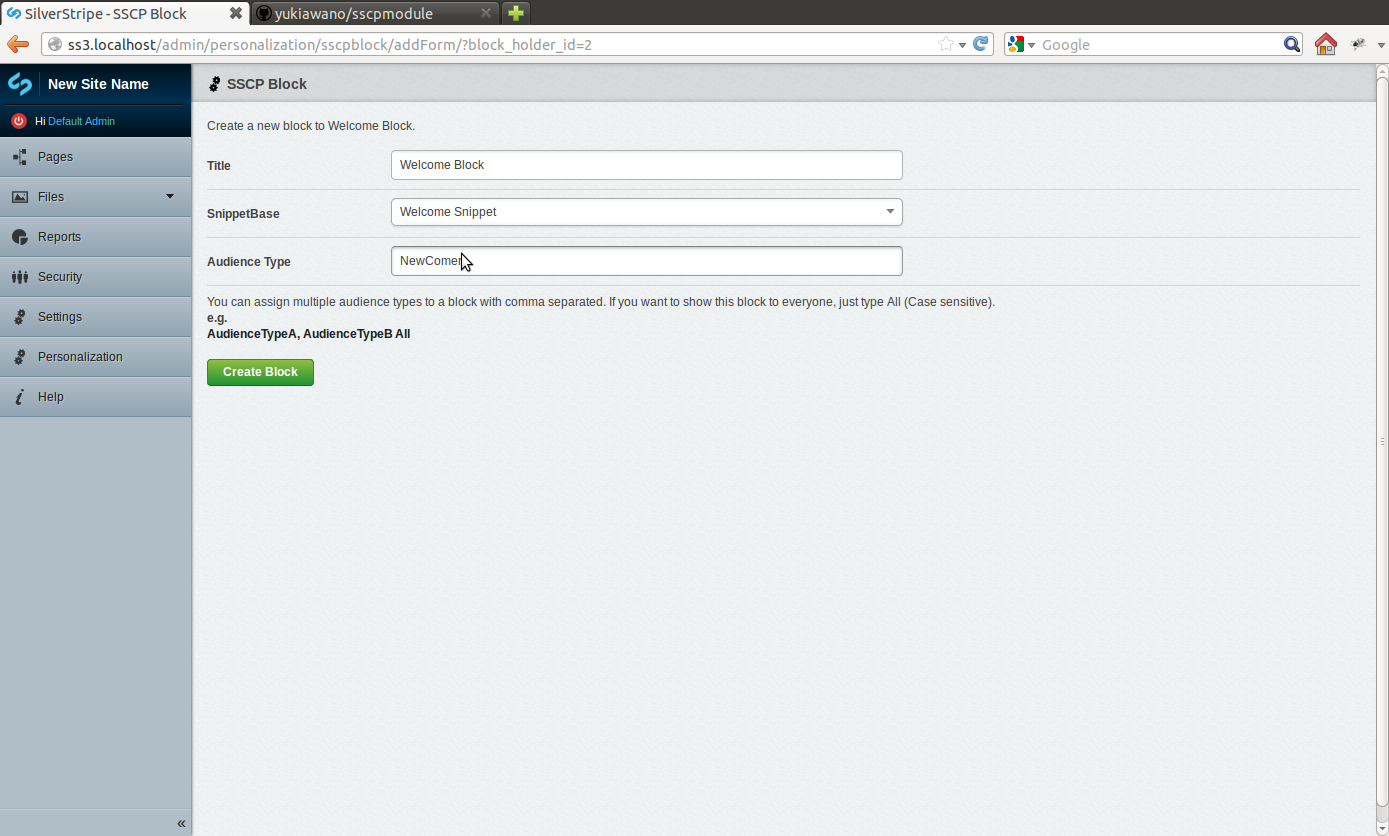 SilverStripe - SSCP Block
yukiawano/sscpmodule
ss3.localhost/admin/personalization/sscpblock/addForm/?block_holder_id=2
Google
New Site Name
Hi Default Admin
Pages
Files
Reports
Security
Settings
Personalization
Help
«
SSCP Block
Create a new block to Welcome Block.
Title
Welcome Block
SnippetBase
Welcome Snippet
Audience Type
NewComer
You can assign multiple audience types to a block with comma separated. If you want to show this block to everyone, just type All (Case sensitive).
e.g.
AudienceTypeA, AudienceTypeB All
Create Block